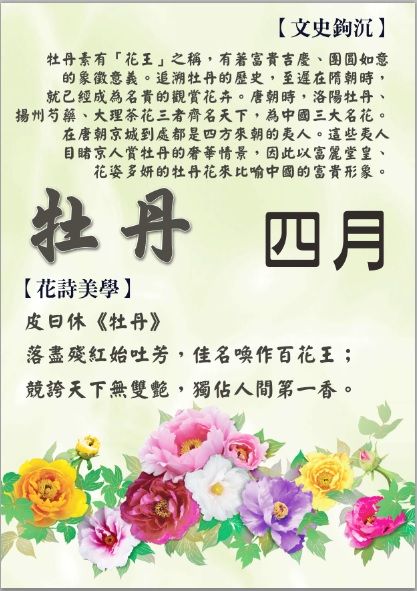 【文史鉤沉】
牡丹素有「花王」之稱，有著富貴吉慶、團圓如意
的象徵意義。追溯牡丹的歷史，至遲在隋朝時，
就已經成為名貴的觀賞花卉。唐朝時，洛陽牡丹、
揚州芍藥、大理茶花三者齊名天下，為中國三大名花。
在唐朝京城到處都是四方來朝的夷人。這些夷人
目睹京人賞牡丹的奢華情景，因此以富麗堂皇、
花姿多妍的牡丹花來比喻中國的富貴形象。
牡丹 四月
【花詩美學】
皮日休《牡丹》
落盡殘紅始吐芳，佳名喚作百花王；
競誇天下無雙艷，獨佔人間第一香。